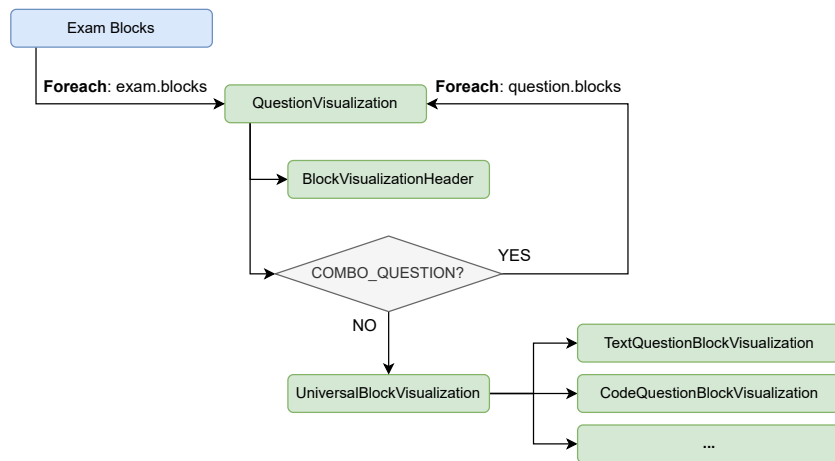 Exam Blocks
Foreach: exam.blocks
Foreach: question.blocks
QuestionVisualization
BlockVisualizationHeader
YES
COMBO_QUESTION?
NO
TextQuestionBlockVisualization
UniversalBlockVisualization
CodeQuestionBlockVisualization
...